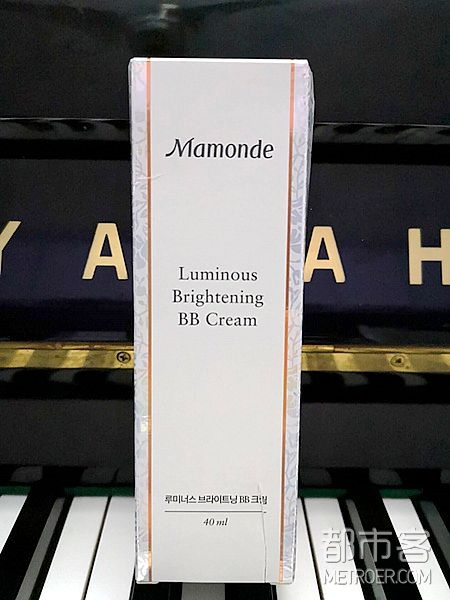 Mamonde
Y A A H
Luminous
Brightening
BB Cream
루미너스 브라이트닝 BB 크림
40 ml
都市客
METROER.COM